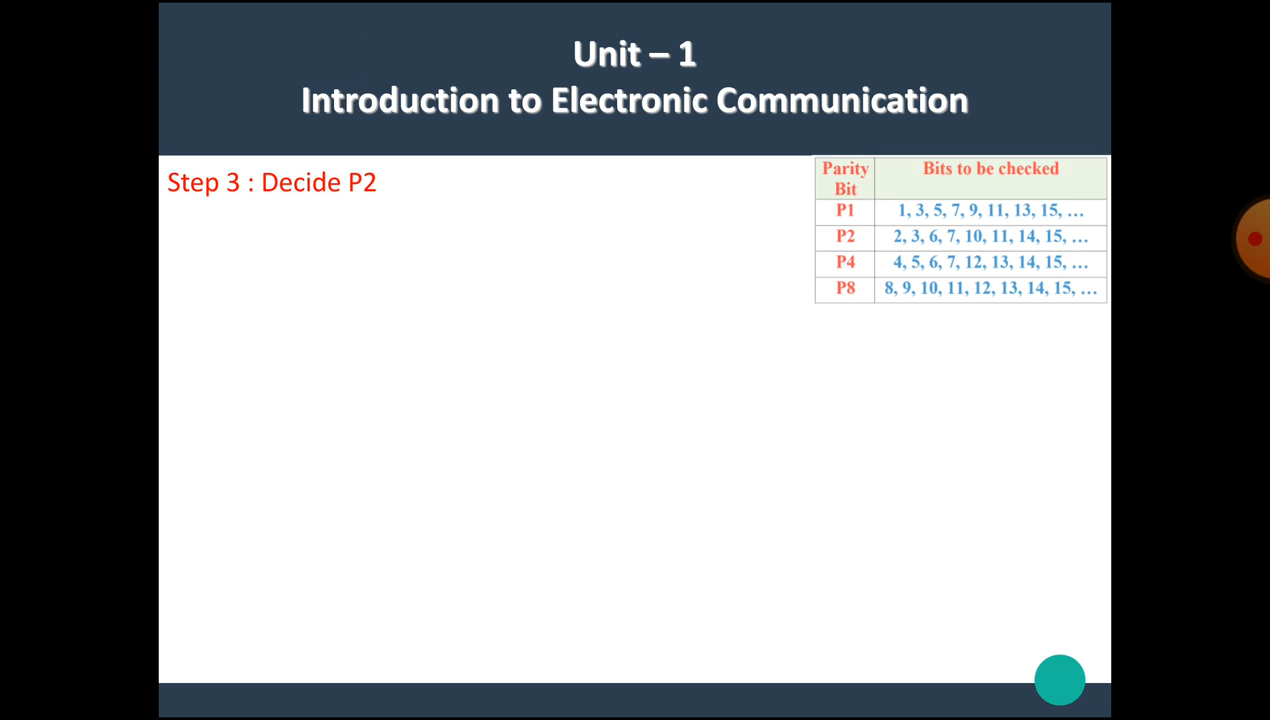 Unit – 1
Introduction to Electronic Communication
Step 3 : Decide P2
Parity Bit | Bits to be checked
P1 | 1, 3, 5, 7, 9, 11, 13, 15, ...
P2 | 2, 3, 6, 7, 10, 11, 14, 15, ...
P4 | 4, 5, 6, 7, 12, 13, 14, 15, ...
P8 | 8, 9, 10, 11, 12, 13, 14, 15, ...